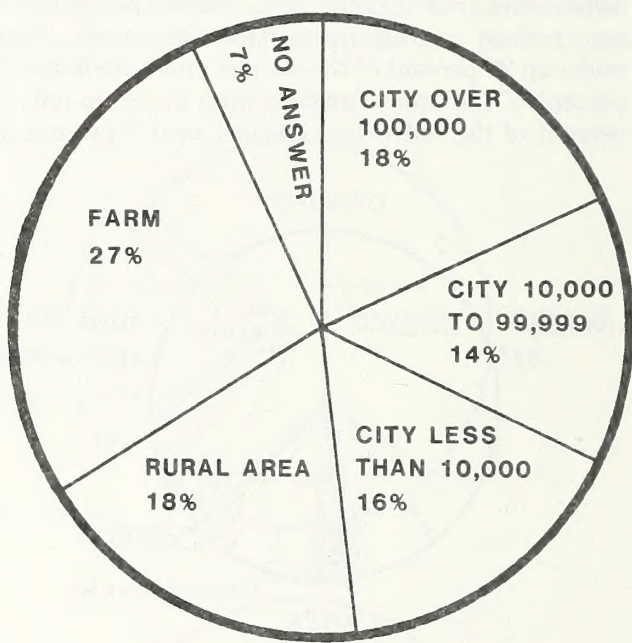 NO ANSWER
7%
CITY OVER
100,000
18%
FARM
27%
CITY 10,000
TO 99,999
14%
CITY LESS
THAN 10,000
16%
RURAL AREA
18%